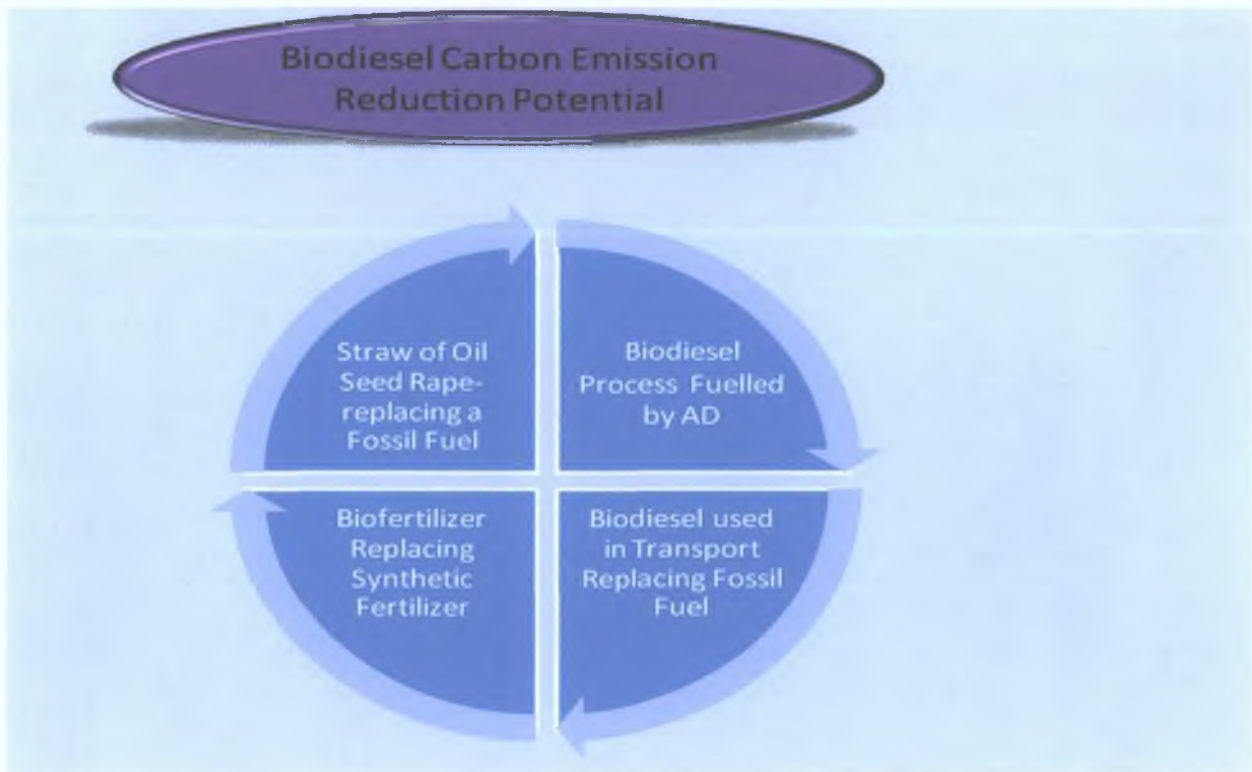 Biodiesel Carbon Emission
Reduction Potential
Straw of Oil
Seed Rape-
replacing a
Fossil Fuel
Biodiesel
Process Fuelled
by AD
Biofertilizer
Replacing
Synthetic
Fertilizer
Biodiesel used
in Transport
Replacing Fossil
Fuel